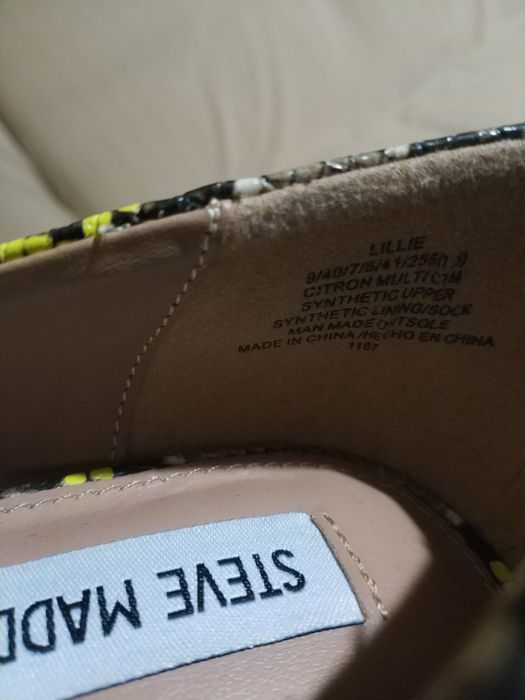 LILLIE
9/40/7/6/41/255(1.5)
CITRON MULTI C1M
SYNTHETIC UPPER
SYNTHETIC LINING/SOCK
MAN MADE OUTSOLE
MADE IN CHINA/HECHO EN CHINA
1187
STEVE MADD